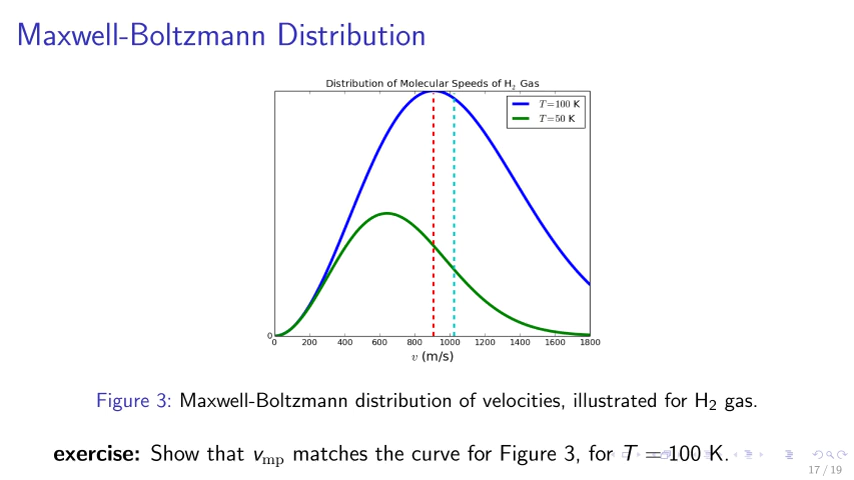 Maxwell-Boltzmann Distribution
Distribution of Molecular Speeds of H₂ Gas
T=100 K
T=50 K
0
0 200 400 600 800 1000 1200 1400 1600 1800
v (m/s)
Figure 3: Maxwell-Boltzmann distribution of velocities, illustrated for H₂ gas.
exercise: Show that vmp matches the curve for Figure 3, for T = 100 K.
17 / 19